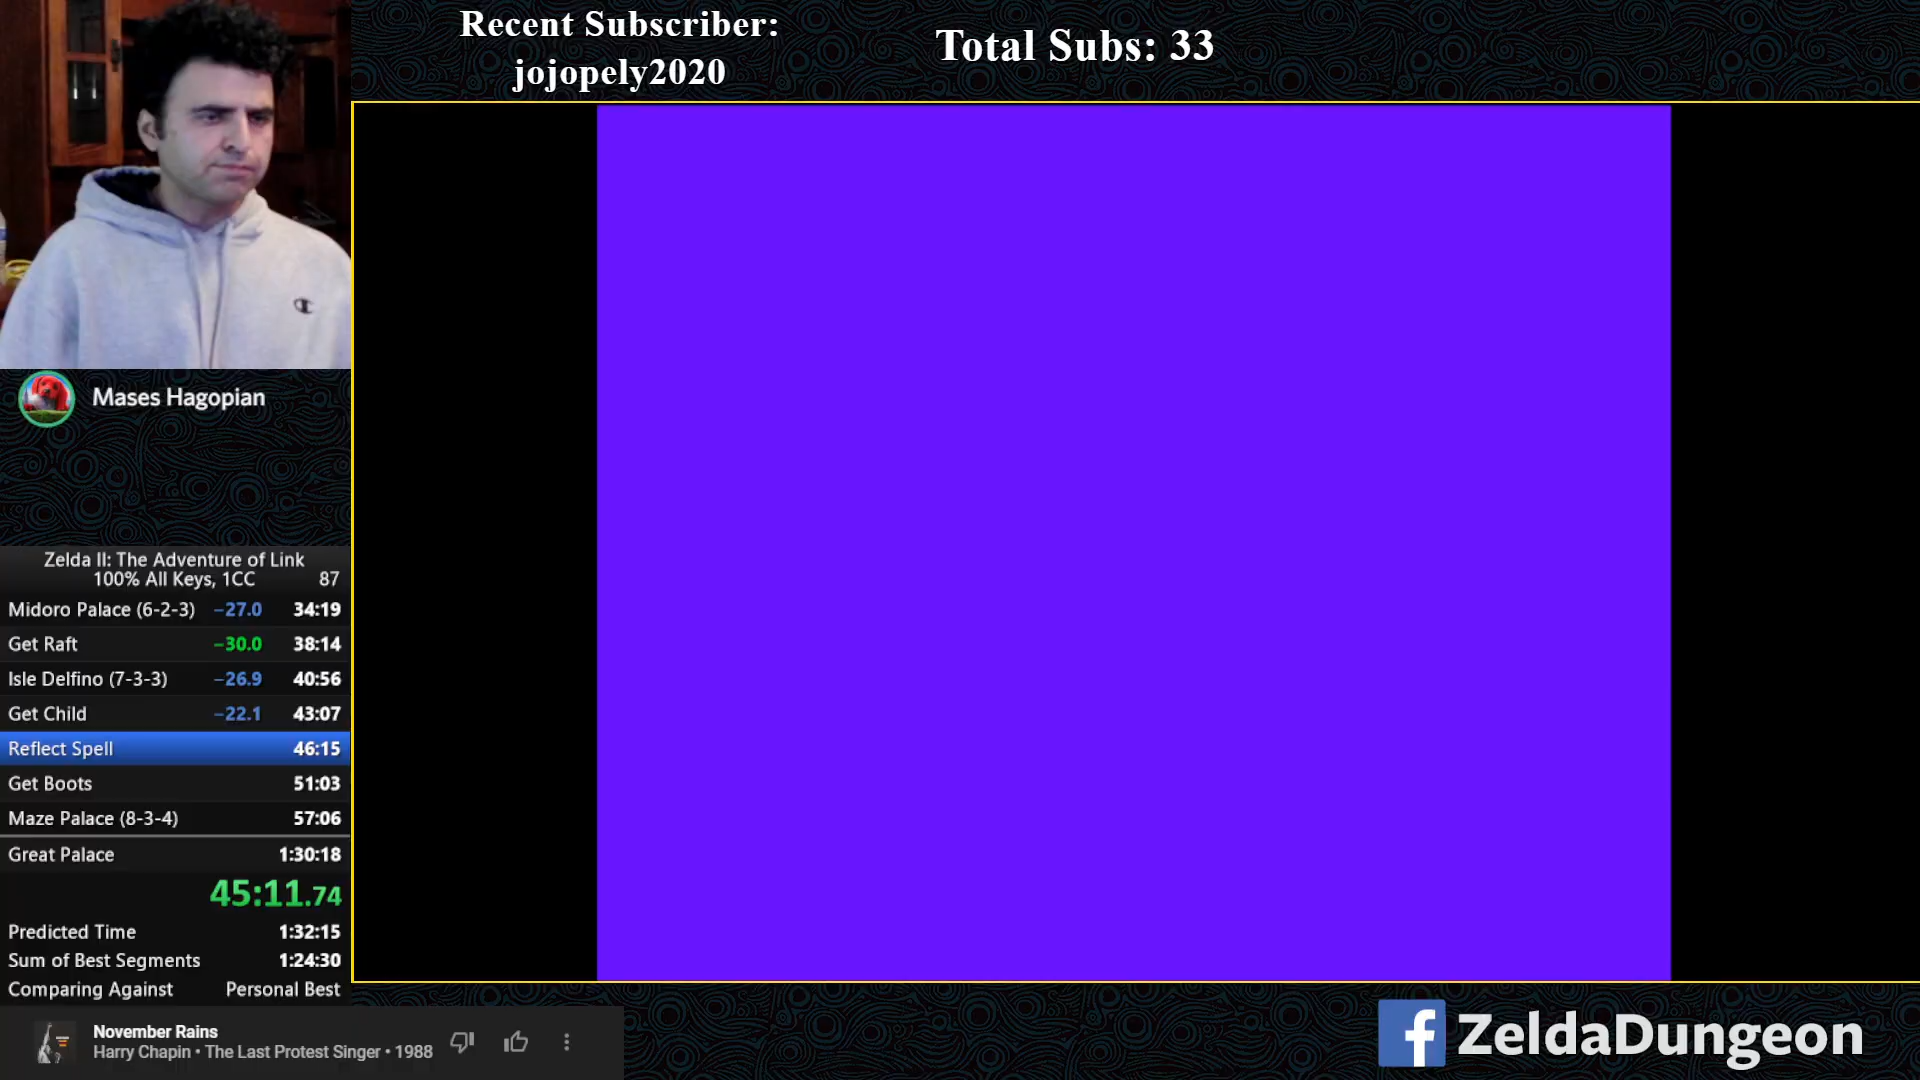 Recent Subscriber:
jojopely2020
Total Subs: 33
Mases Hagopian
Zelda II: The Adventure of Link
100% All Keys, 1CC 87
Midoro Palace (6-2-3) −27.0 34:19
Get Raft −30.0 38:14
Isle Delfino (7-3-3) −26.9 40:56
Get Child −22.1 43:07
Reflect Spell 46:15
Get Boots 51:03
Maze Palace (8-3-4) 57:06
Great Palace 1:30:18
45:11.74
Predicted Time 1:32:15
Sum of Best Segments 1:24:30
Comparing Against Personal Best
November Rains
Harry Chapin • The Last Protest Singer • 1988
f ZeldaDungeon